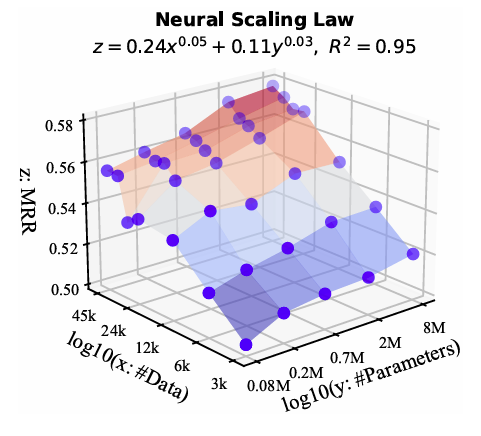 Neural Scaling Law
z = 0.24x^0.05 + 0.11y^0.03, R^2 = 0.95
0.58
0.56
0.54
0.52
0.50
z: MRR
45k
24k
12k
6k
3k
log10(x: #Data)
0.08M
0.2M
0.7M
2M
8M
log10(y: #Parameters)